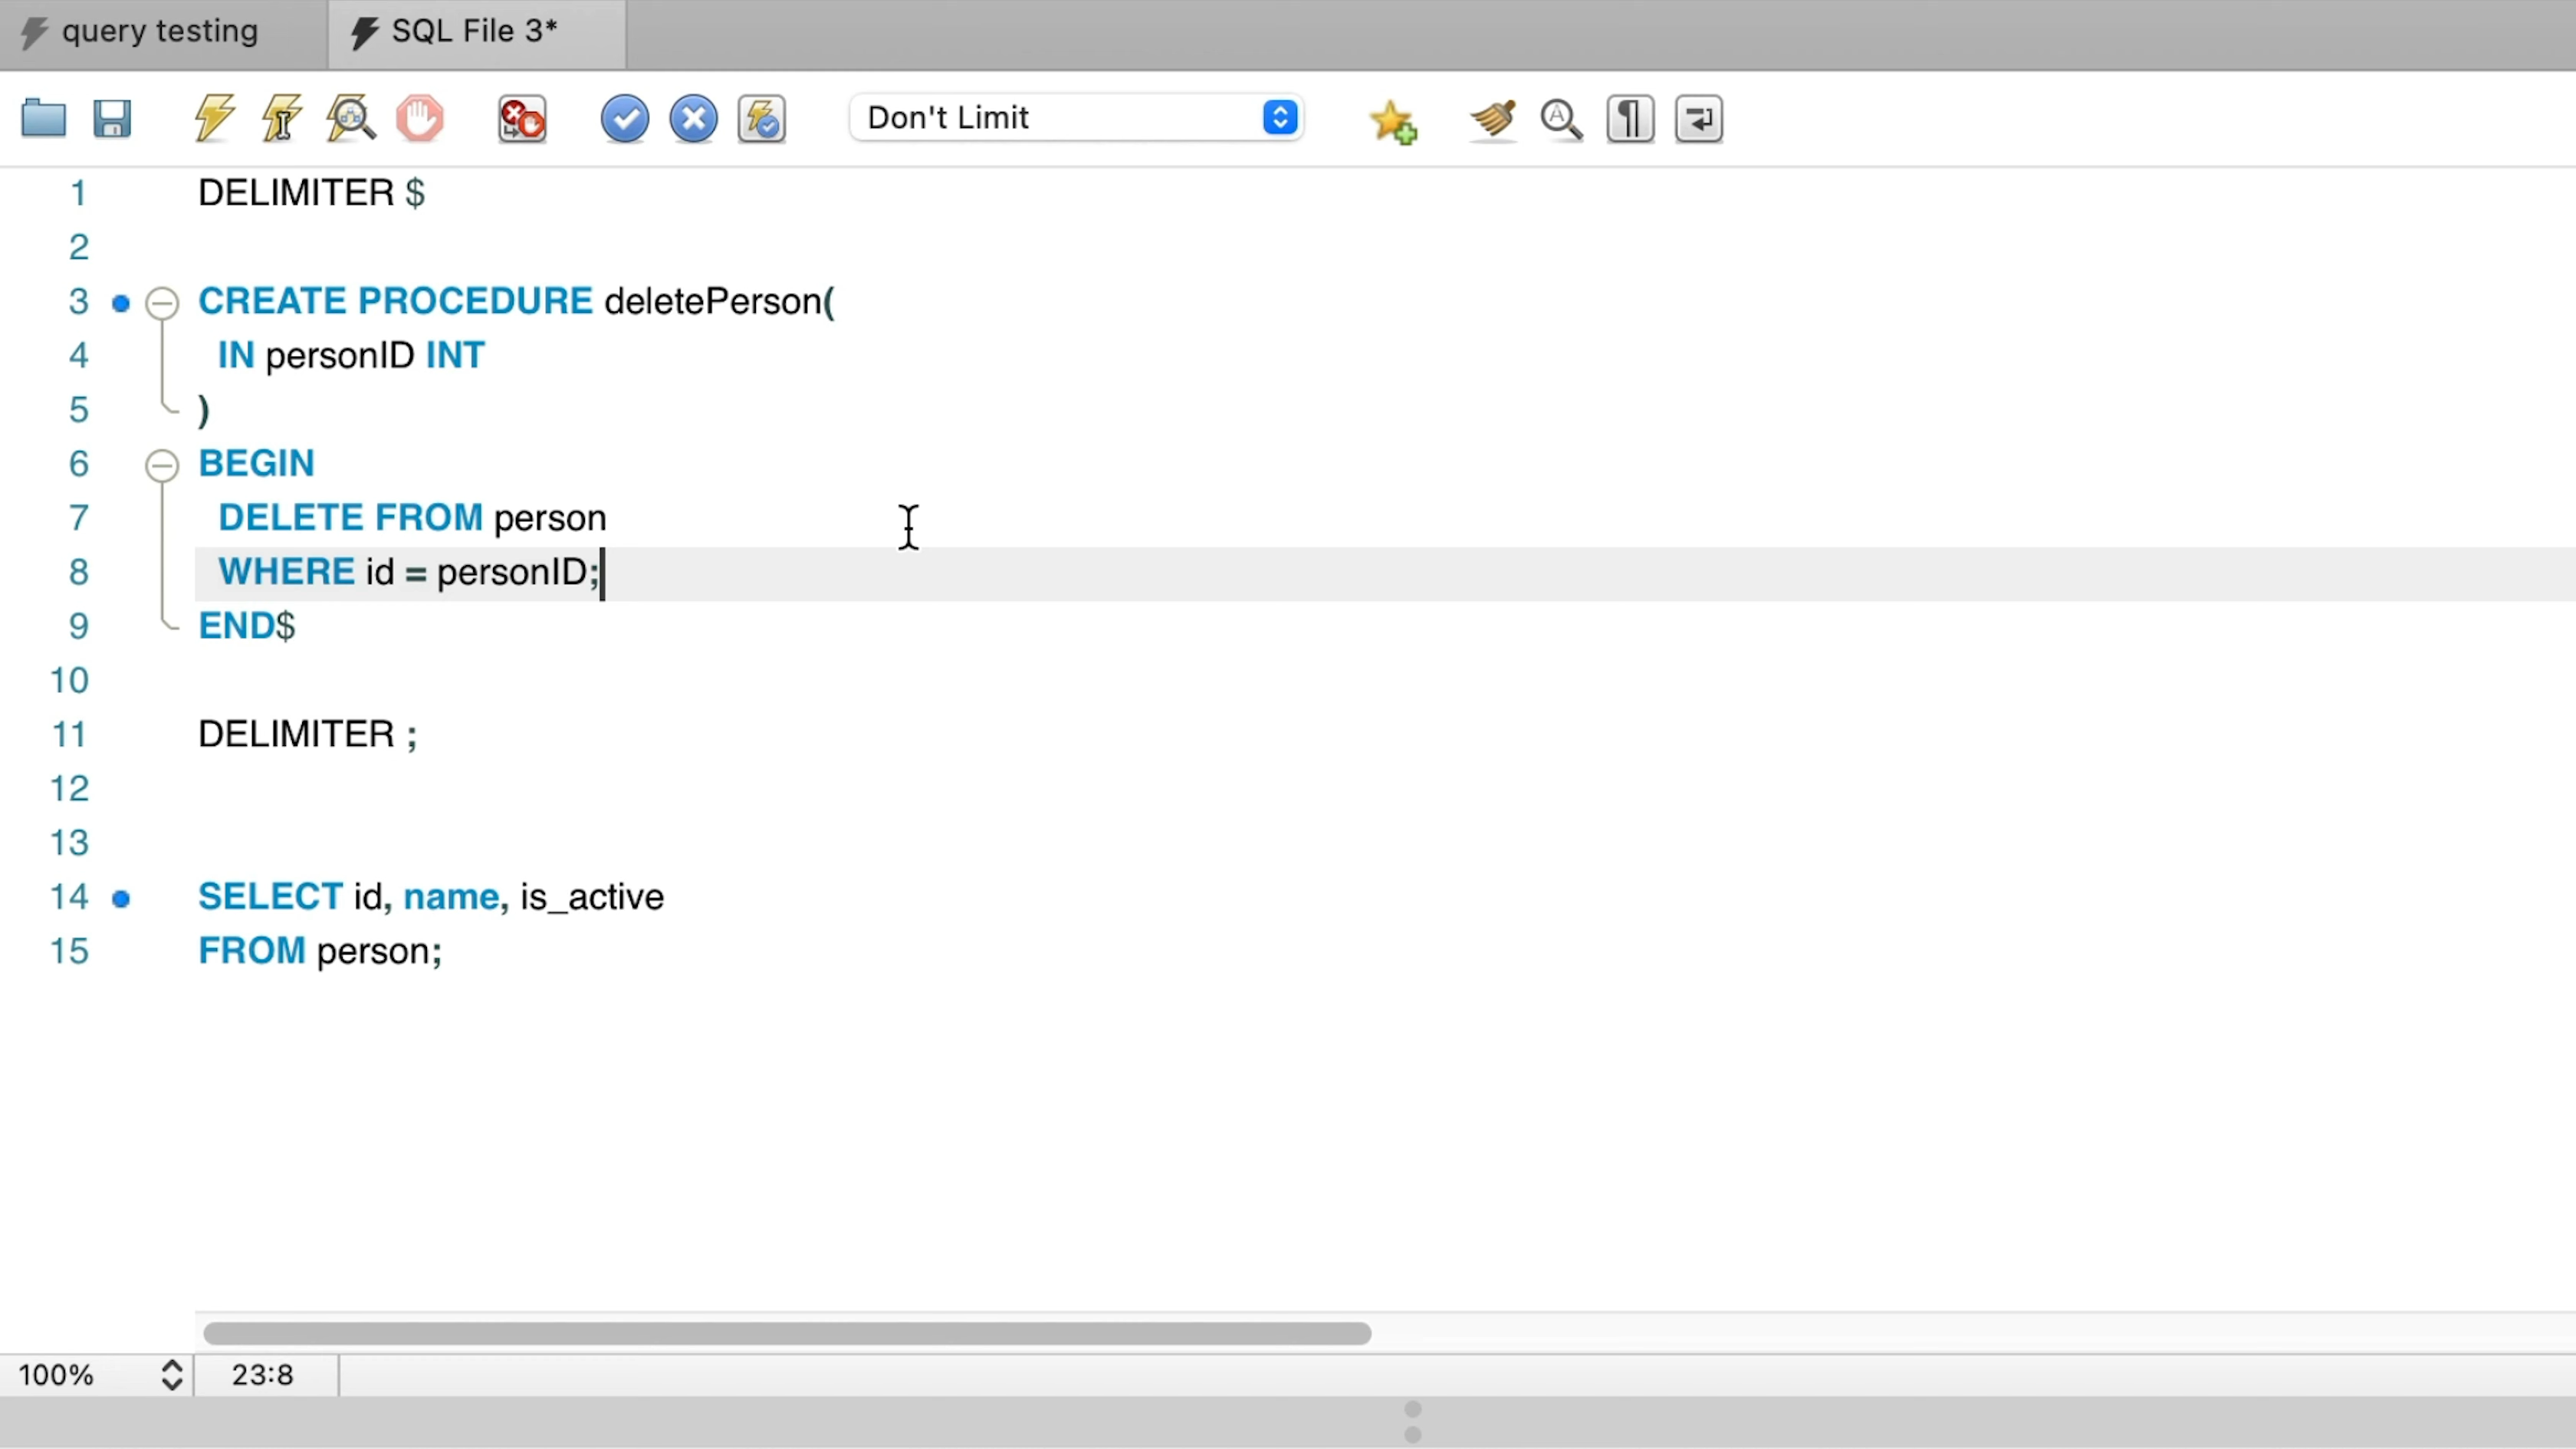 query testing
SQL File 3*
Don't Limit
1 DELIMITER $
2
3 CREATE PROCEDURE deletePerson(
4 IN personID INT
5 )
6 BEGIN
7 DELETE FROM person
8 WHERE id = personID;
9 END$
10
11 DELIMITER ;
12
13
14 SELECT id, name, is_active
15 FROM person;
100% 23:8